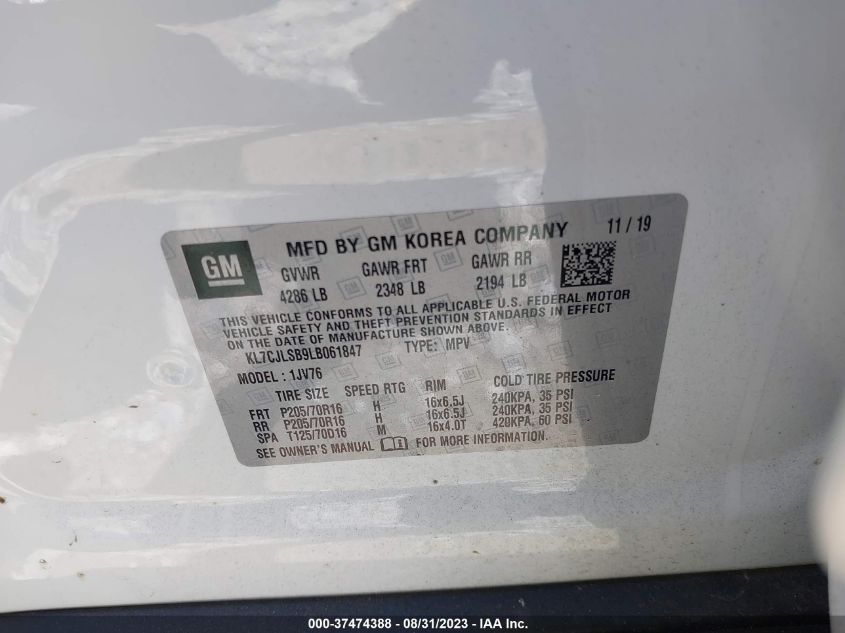 GM
MFD BY GM KOREA COMPANY 11 / 19
GVWR GAWR FRT GAWR RR
4286 LB 2348 LB 2194 LB
THIS VEHICLE CONFORMS TO ALL APPLICABLE U.S. FEDERAL MOTOR
VEHICLE SAFETY AND THEFT PREVENTION STANDARDS IN EFFECT
ON THE DATE OF MANUFACTURE SHOWN ABOVE.
KL7CJLSB9LB061847 TYPE: MPV
MODEL: 1JV76
TIRE SIZE SPEED RTG RIM COLD TIRE PRESSURE
FRT P205/70R16 H 16x6.5J 240KPA, 35 PSI
RR P205/70R16 H 16x6.5J 240KPA, 35 PSI
SPA T125/70D16 M 16x4.0T 420KPA, 60 PSI
SEE OWNER'S MANUAL FOR MORE INFORMATION.
000-37474388 - 08/31/2023 - IAA Inc.